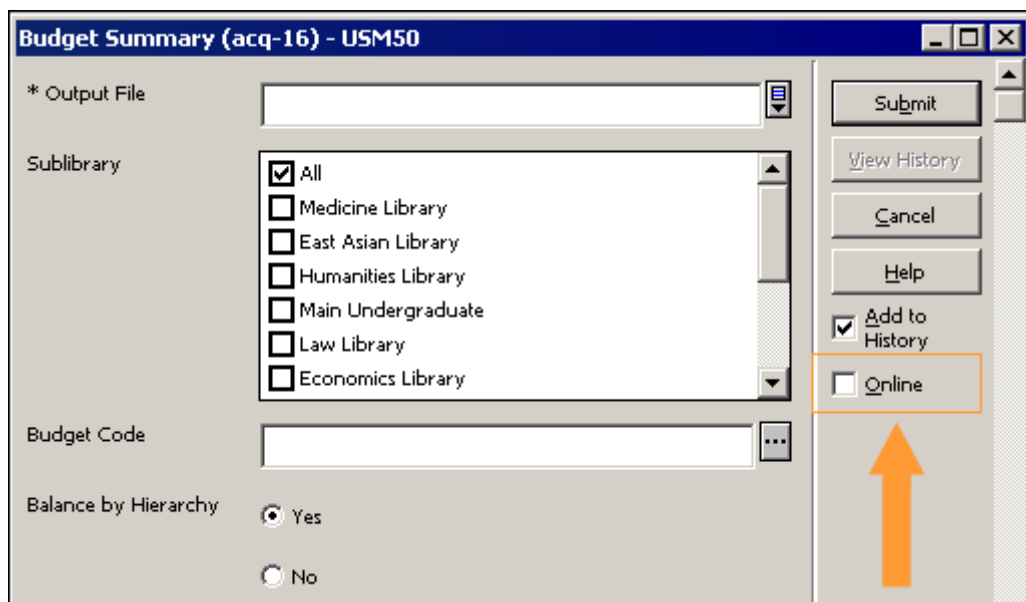 Budget Summary (acq-16) - USM50
* Output File
Submit
Sublibrary
All
Medicine Library
East Asian Library
Humanities Library
Main Undergraduate
Law Library
Economics Library
View History
Cancel
Help
Add to
History
Online
Budget Code
...
Balance by Hierarchy
Yes
No